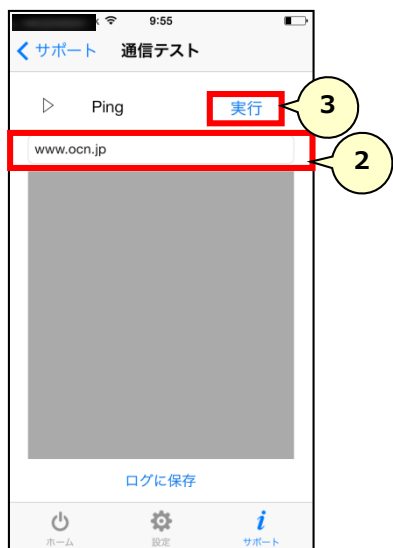 9:55
サポート 通信テスト
Ping 実行
3
www.ocn.jp
2
ログに保存
ホーム 設定 サポート